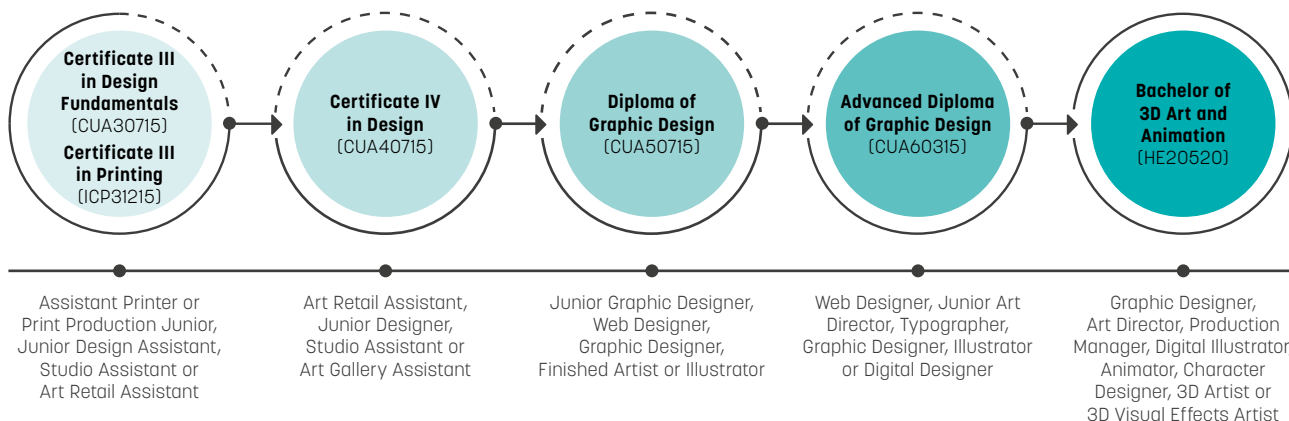 Certificate III
in Design
Fundamentals
(CUA30715)
Certificate III
in Printing
(ICP31215)
Certificate IV
in Design
(CUA40715)
Diploma of
Graphic Design
(CUA50715)
Advanced Diploma
of Graphic Design
(CUA60315)
Bachelor of
3D Art and
Animation
(HE20520)
Assistant Printer or
Print Production Junior,
Junior Design Assistant,
Studio Assistant or
Art Retail Assistant
Art Retail Assistant,
Junior Designer,
Studio Assistant or
Art Gallery Assistant
Junior Graphic Designer,
Web Designer,
Graphic Designer,
Finished Artist or Illustrator
Web Designer, Junior Art
Director, Typographer,
Graphic Designer, Illustrator
or Digital Designer
Graphic Designer,
Art Director, Production
Manager, Digital Illustrator,
Animator, Character
Designer, 3D Artist or
3D Visual Effects Artist